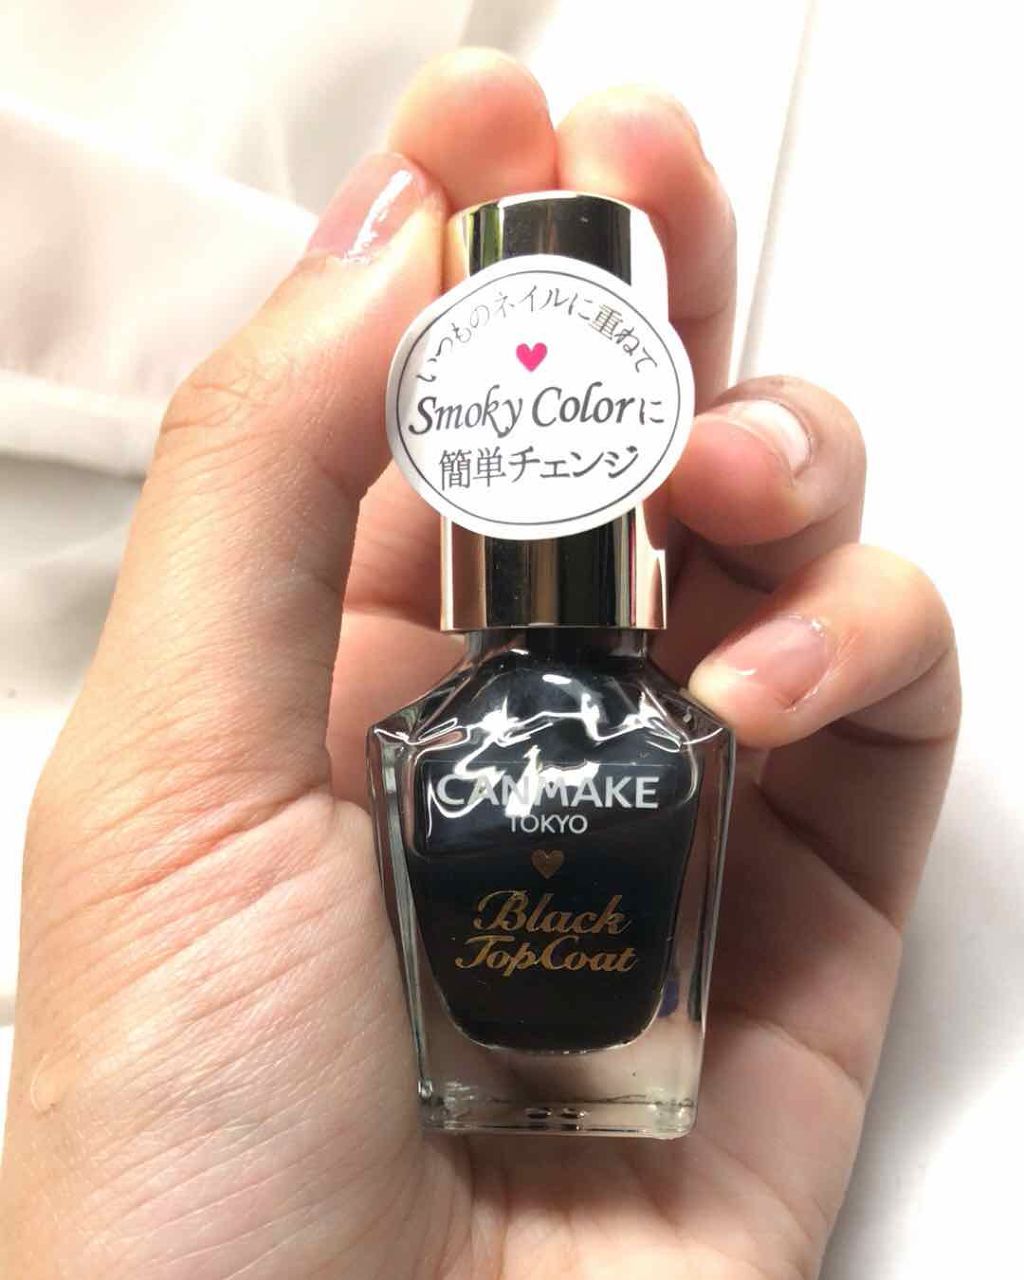 いつものネイルに重ねて
Smoky Colorに
簡単チェンジ
CANMAKE
TOKYO
Black
TopCoat